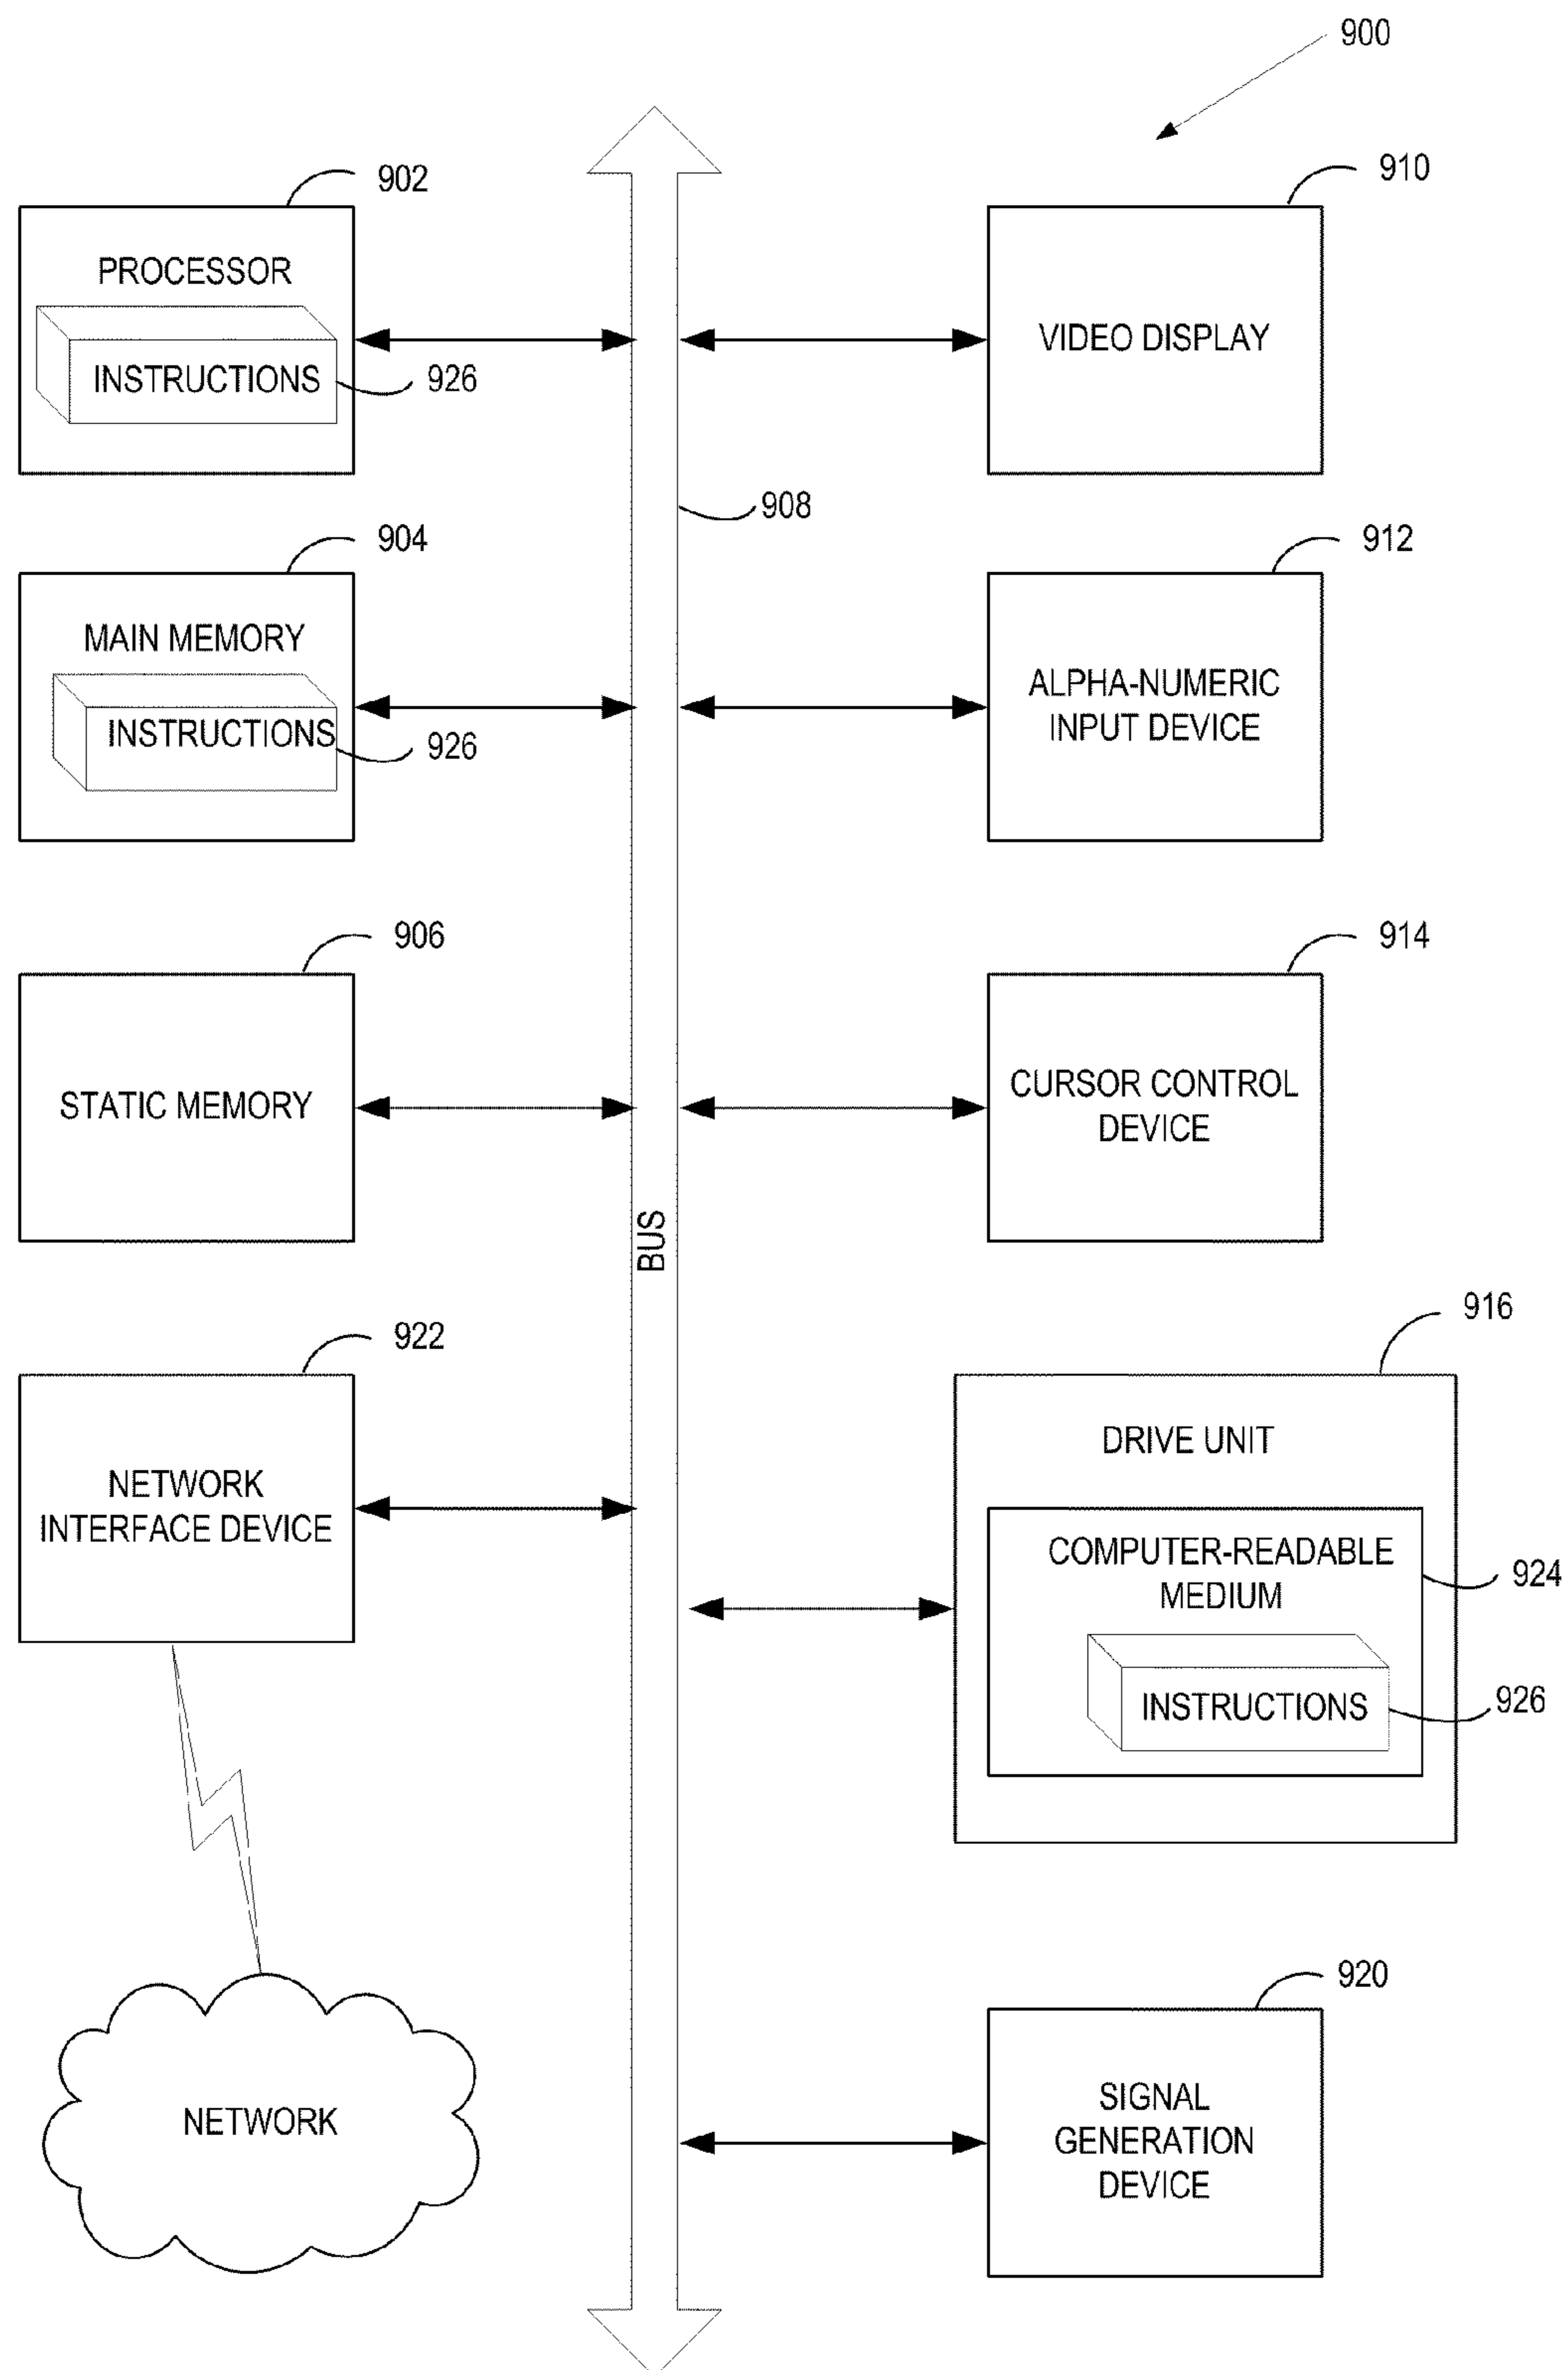 900
902
PROCESSOR
INSTRUCTIONS
926
910
VIDEO DISPLAY
908
904
MAIN MEMORY
INSTRUCTIONS
926
912
ALPHA-NUMERIC
INPUT DEVICE
906
STATIC MEMORY
914
CURSOR CONTROL
DEVICE
BUS
922
NETWORK
INTERFACE DEVICE
916
DRIVE UNIT
COMPUTER-READABLE
MEDIUM
924
INSTRUCTIONS
926
NETWORK
920
SIGNAL
GENERATION
DEVICE